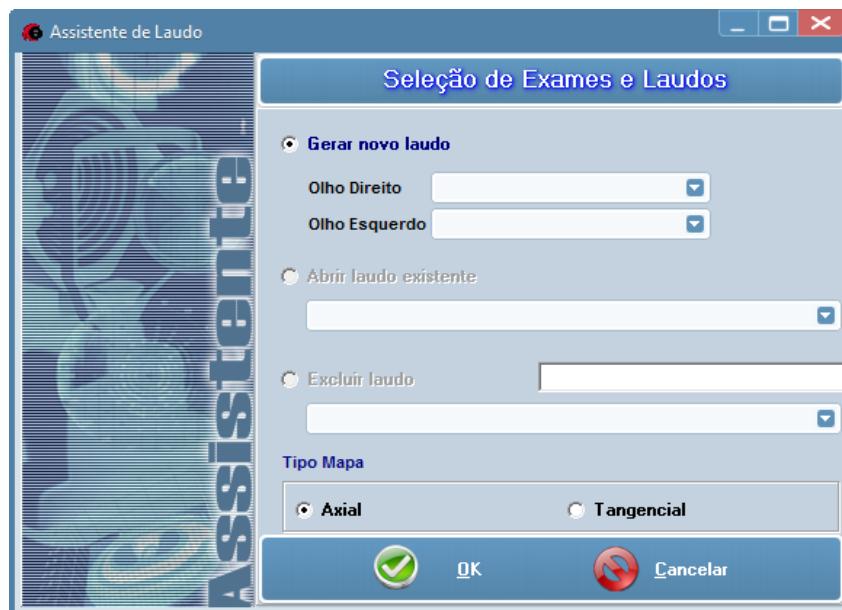 Assistente de Laudo
Seleção de Exames e Laudos
Gerar novo laudo
Olho Direito
Olho Esquerdo
Abrir laudo existente
Excluir laudo
Tipo Mapa
Axial
Tangencial
OK
Cancelar
Assistente